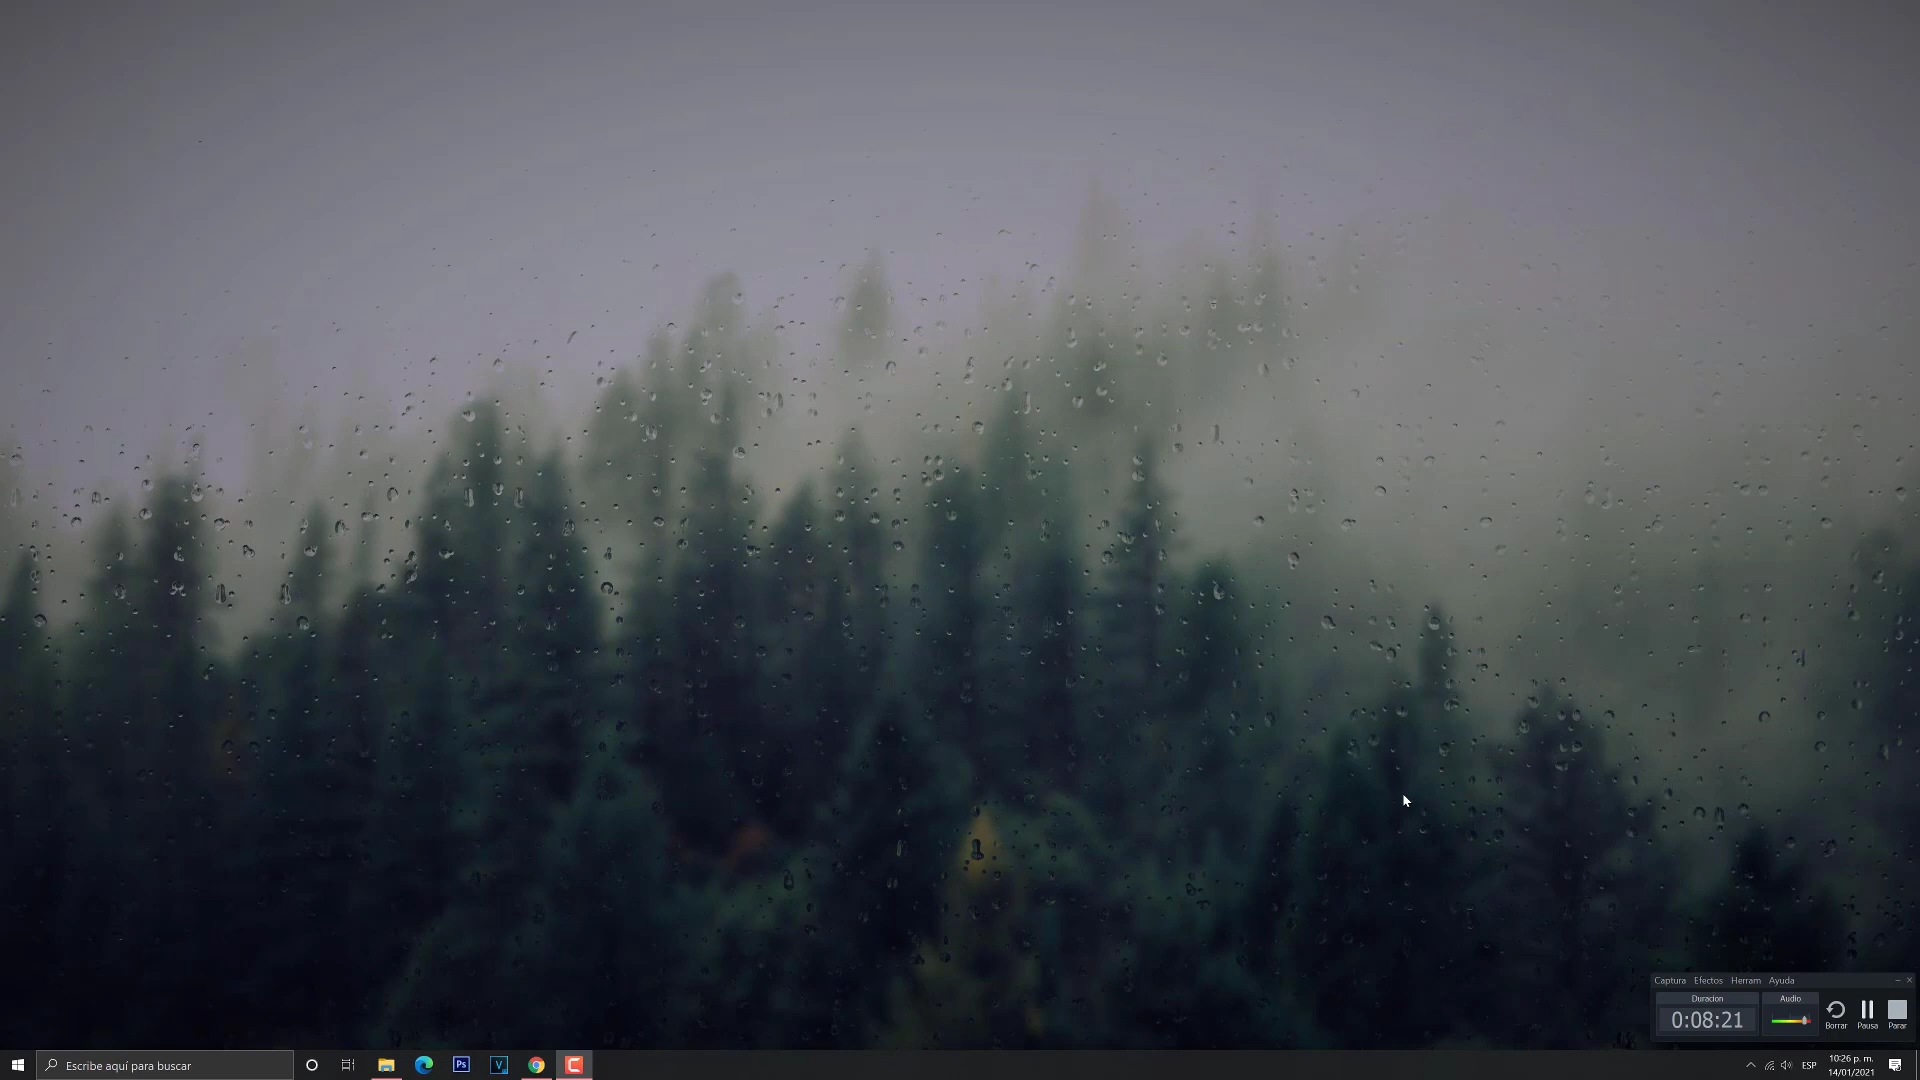 Captura Efectos Herram Ayuda
Duracion
Audio
0:08:21
Borrar Pausa Parar
Escribe aquí para buscar
Ps
V
ESP
10:26 p. m.
14/01/2021